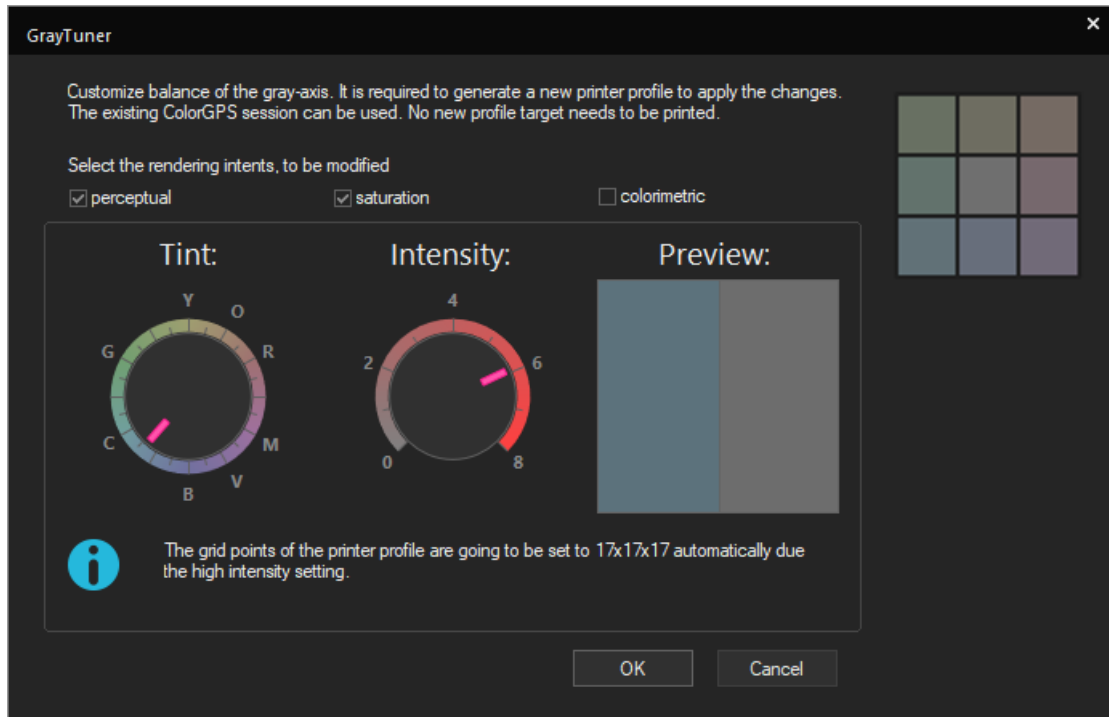 GrayTuner
Customize balance of the gray-axis. It is required to generate a new printer profile to apply the changes.
The existing ColorGPS session can be used. No new profile target needs to be printed.
Select the rendering intents, to be modified
perceptual
saturation
colorimetric
Tint:
Intensity:
Preview:
Y
O
R
M
V
B
C
G
0
2
4
6
8
The grid points of the printer profile are going to be set to 17x17x17 automatically due
the high intensity setting.
OK
Cancel